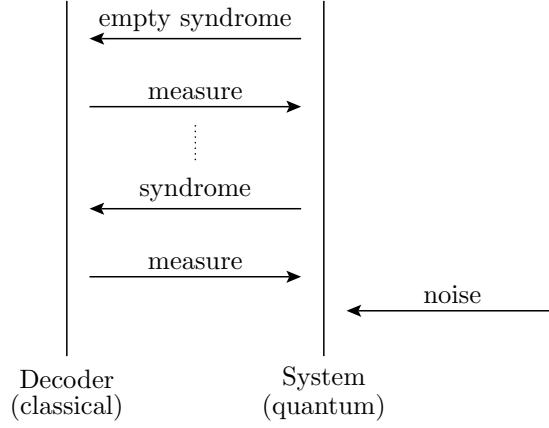 empty syndrome
measure
syndrome
measure
noise
Decoder
(classical)
System
(quantum)